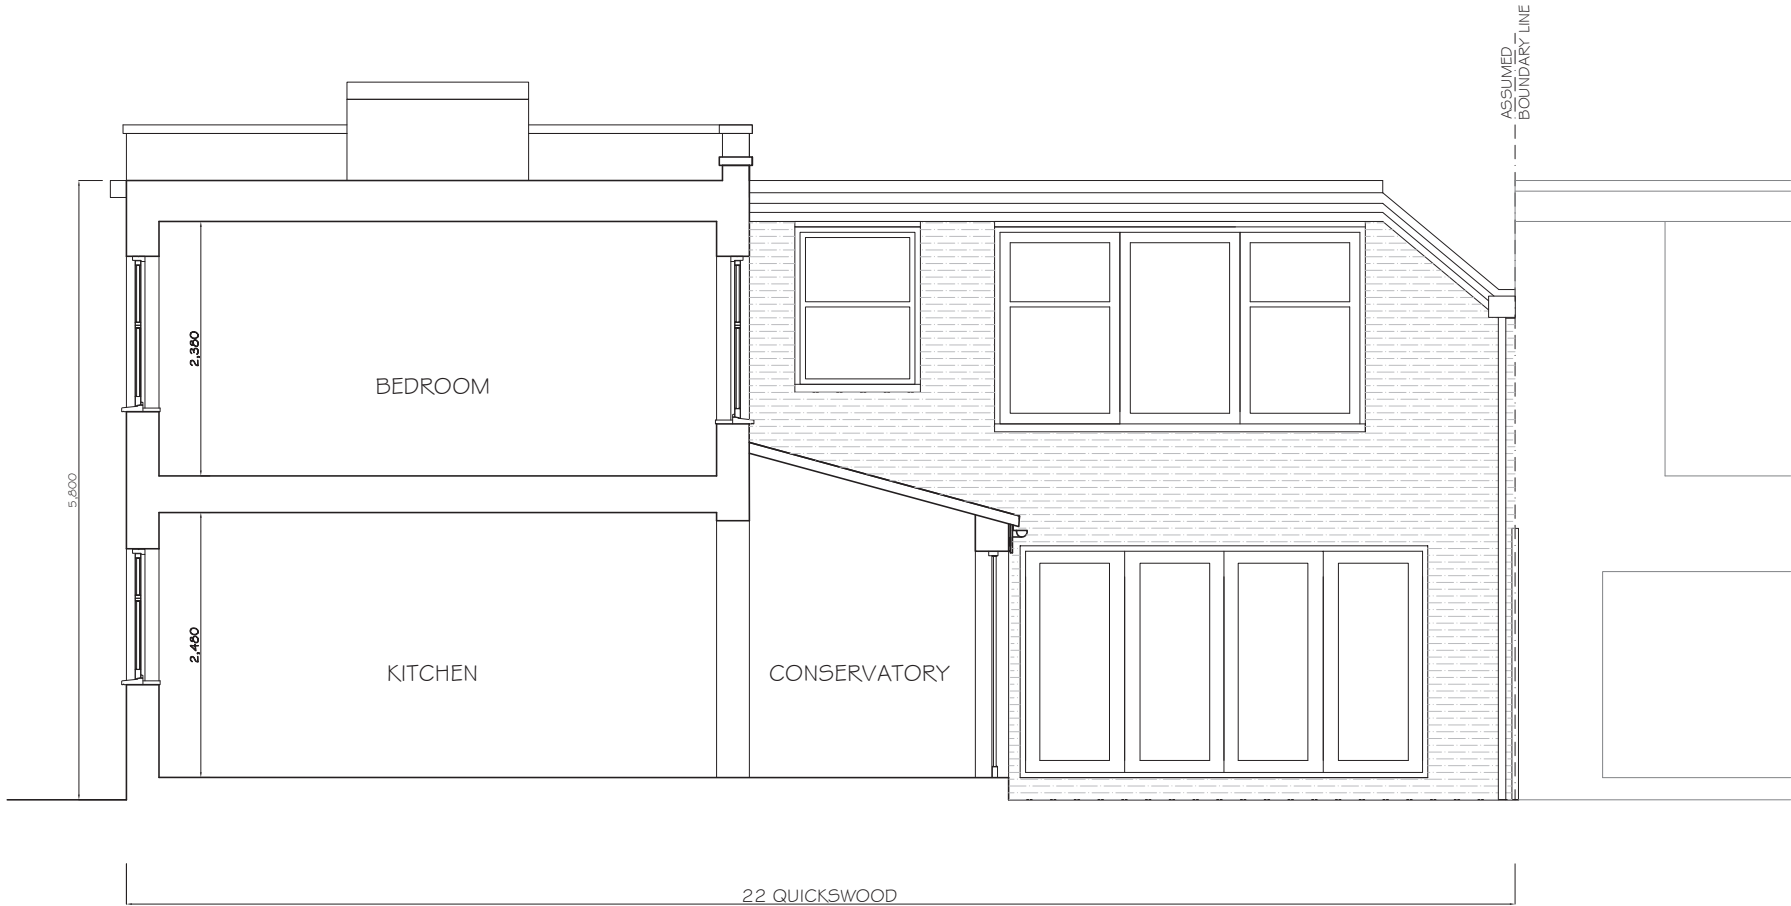 ASSUMED
BOUNDARY LINE
2,380
BEDROOM
5,800
2,480
KITCHEN
CONSERVATORY
22 QUICKSWOOD